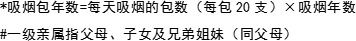 *吸烟包年数=每天吸烟的包数（每包 20 支）×吸烟年数
#一级亲属指父母、子女及兄弟姐妹（同父母）